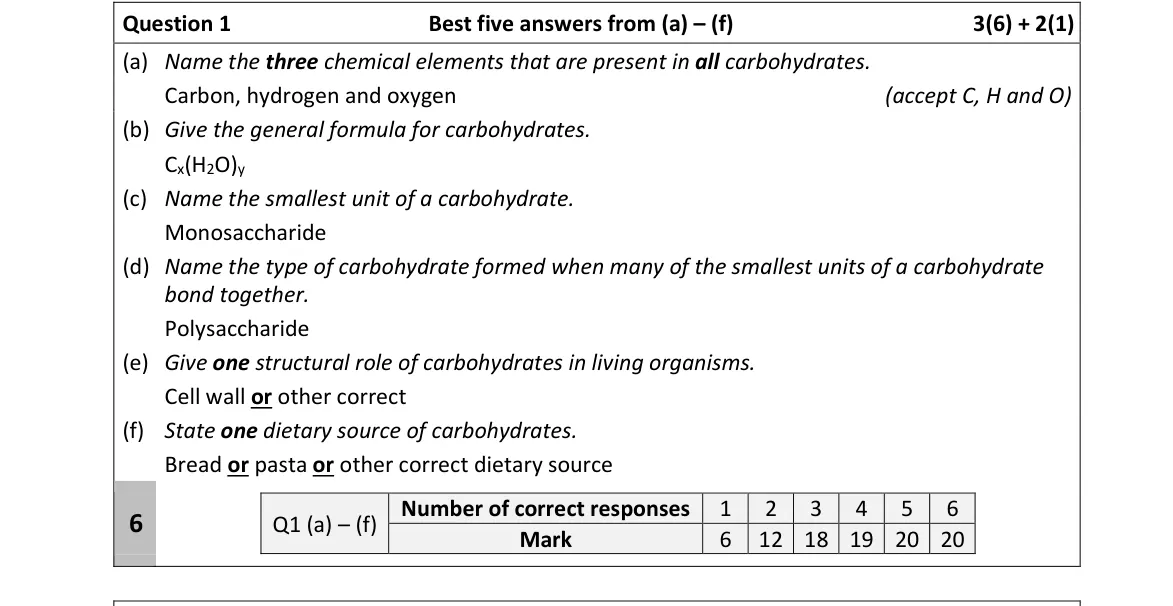 Question 1 Best five answers from (a) – (f) 3(6) + 2(1)
(a) Name the three chemical elements that are present in all carbohydrates.
Carbon, hydrogen and oxygen (accept C, H and O)
(b) Give the general formula for carbohydrates.
Cₓ(H₂O)ᵧ
(c) Name the smallest unit of a carbohydrate.
Monosaccharide
(d) Name the type of carbohydrate formed when many of the smallest units of a carbohydrate
bond together.
Polysaccharide
(e) Give one structural role of carbohydrates in living organisms.
Cell wall or other correct
(f) State one dietary source of carbohydrates.
Bread or pasta or other correct dietary source
6 Q1 (a) – (f) Number of correct responses 1 2 3 4 5 6
Mark 6 12 18 19 20 20